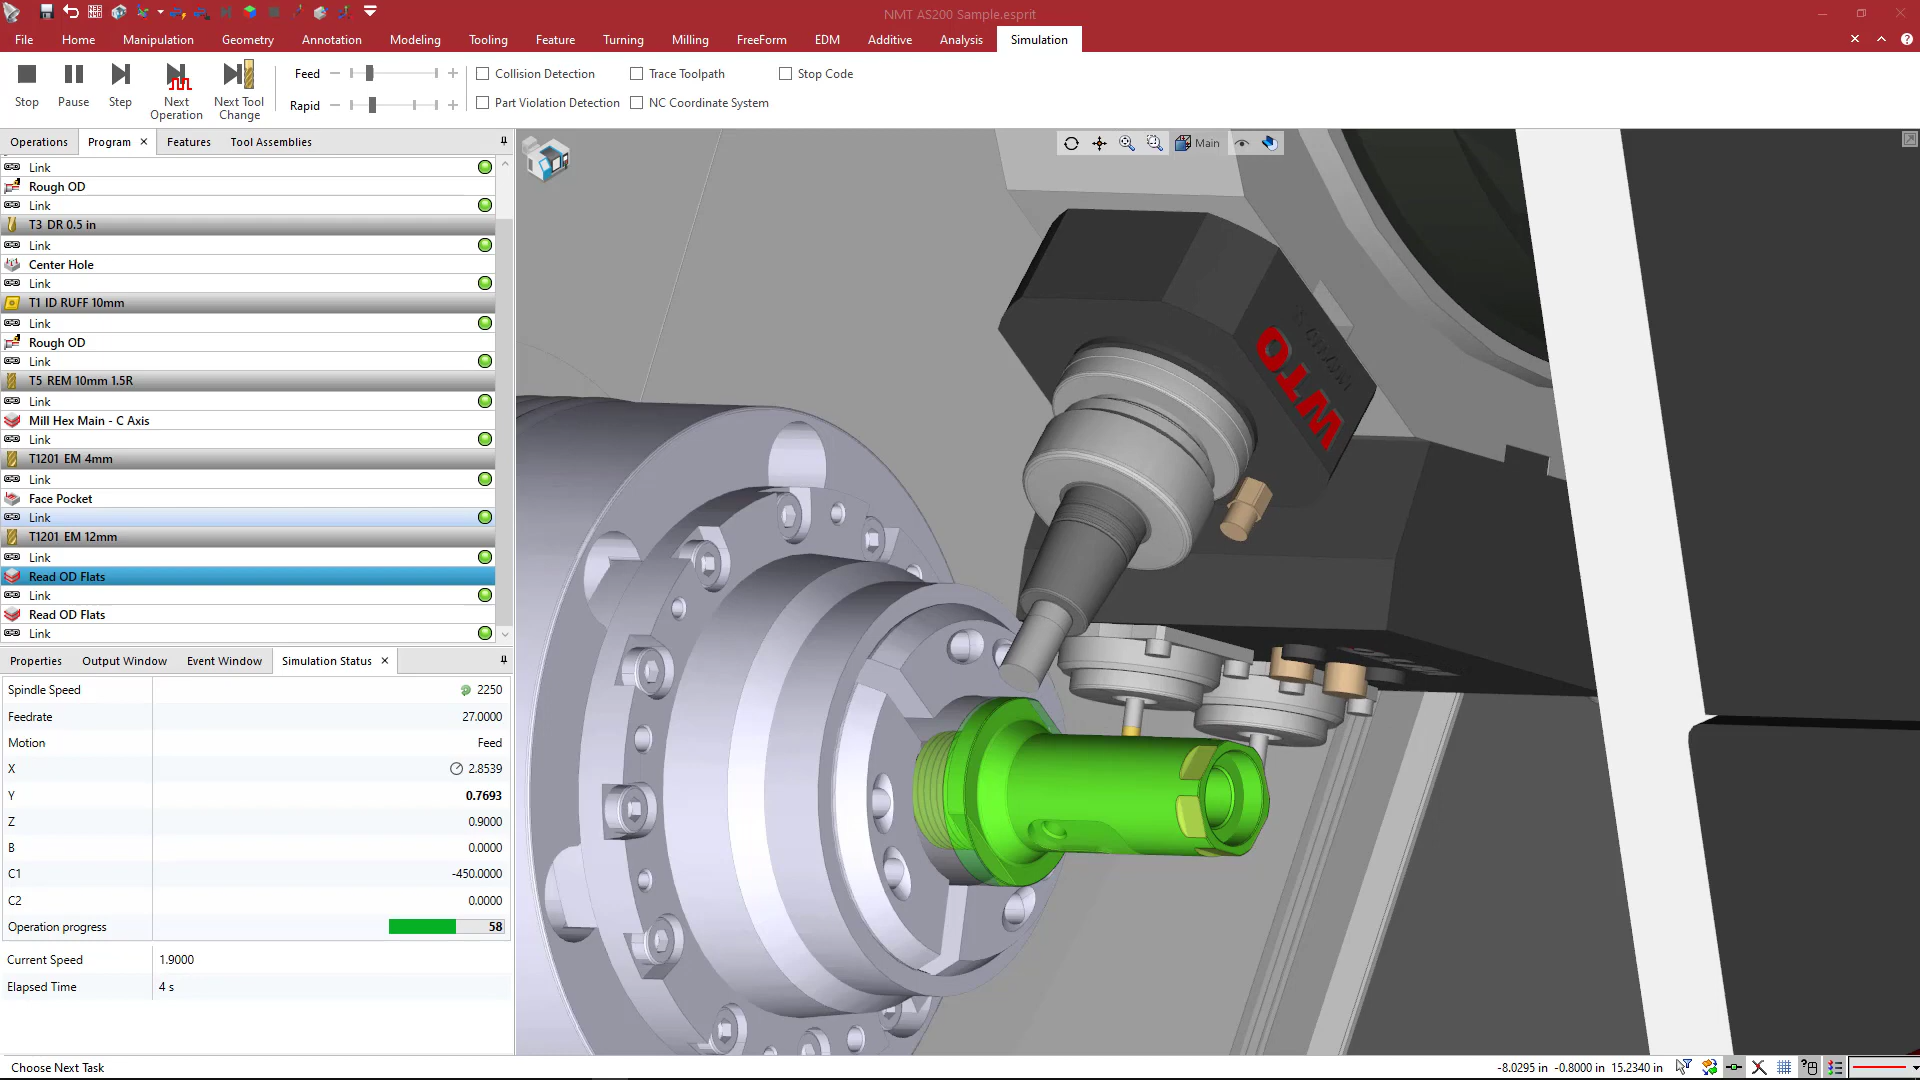 NMT AS200 Sample.esprit
File Home Manipulation Geometry Annotation Modeling Tooling Feature Turning Milling FreeForm EDM Additive Analysis Simulation
Stop
Pause
Step
Next Operation
Next Tool Change
Feed
Rapid
Collision Detection
Trace Toolpath
Stop Code
Part Violation Detection
NC Coordinate System
Operations Program Features Tool Assemblies
Main
Link
Rough OD
Link
T3 DR 0.5 in
Link
Center Hole
Link
T1 ID RUFF 10mm
Link
Rough OD
Link
T5 REM 10mm 1.5R
Link
Mill Hex Main - C Axis
Link
T1201 EM 4mm
Link
Face Pocket
Link
T1201 EM 12mm
Link
Read OD Flats
Link
Read OD Flats
Link
WTO
Properties Output Window Event Window Simulation Status
Spindle Speed 2250
Feedrate 27.0000
Motion Feed
X 2.8539
Y 0.7693
Z 0.9000
B 0.0000
C1 -450.0000
C2 0.0000
Operation progress 58
Current Speed 1.9000
Elapsed Time 4 s
Choose Next Task
-8.0295 in -0.8000 in 15.2340 in